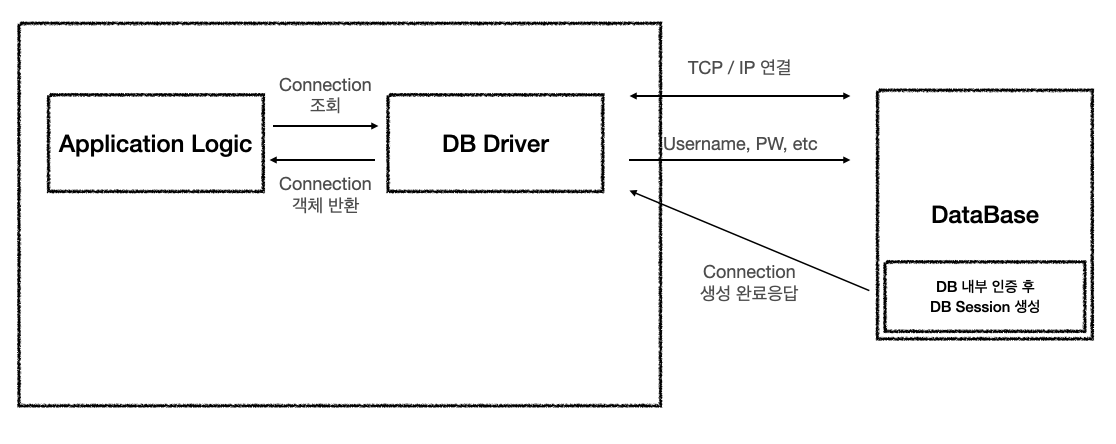 Connection
조회
Application Logic
DB Driver
Connection
객체 반환
TCP / IP 연결
Username, PW, etc
Connection
생성 완료응답
DataBase
DB 내부 인증 후
DB Session 생성